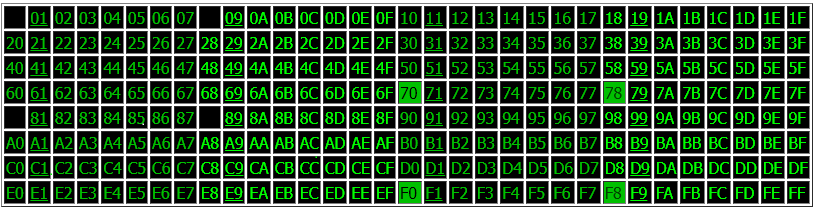 01 02 03 04 05 06 07 09 0A 0B 0C 0D 0E 0F 10 11 12 13 14 15 16 17 18 19 1A 1B 1C 1D 1E 1F
20 21 22 23 24 25 26 27 28 29 2A 2B 2C 2D 2E 2F 30 31 32 33 34 35 36 37 38 39 3A 3B 3C 3D 3E 3F
40 41 42 43 44 45 46 47 48 49 4A 4B 4C 4D 4E 4F 50 51 52 53 54 55 56 57 58 59 5A 5B 5C 5D 5E 5F
60 61 62 63 64 65 66 67 68 69 6A 6B 6C 6D 6E 6F 70 71 72 73 74 75 76 77 78 79 7A 7B 7C 7D 7E 7F
81 82 83 84 85 86 87 89 8A 8B 8C 8D 8E 8F 90 91 92 93 94 95 96 97 98 99 9A 9B 9C 9D 9E 9F
A0 A1 A2 A3 A4 A5 A6 A7 A8 A9 AA AB AC AD AE AF B0 B1 B2 B3 B4 B5 B6 B7 B8 B9 BA BB BC BD BE BF
C0 C1 C2 C3 C4 C5 C6 C7 C8 C9 CA CB CC CD CE CF D0 D1 D2 D3 D4 D5 D6 D7 D8 D9 DA DB DC DD DE DF
E0 E1 E2 E3 E4 E5 E6 E7 E8 E9 EA EB EC ED EE EF F0 F1 F2 F3 F4 F5 F6 F7 F8 F9 FA FB FC FD FE FF